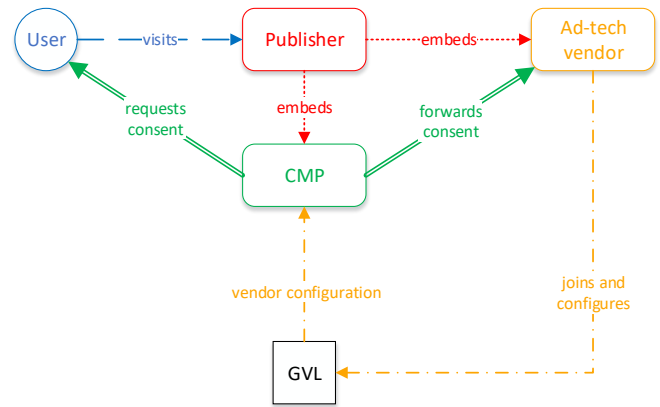 User
visits
Publisher
embeds
Ad-tech
vendor
requests
consent
embeds
forwards
consent
CMP
vendor configuration
joins and
configures
GVL